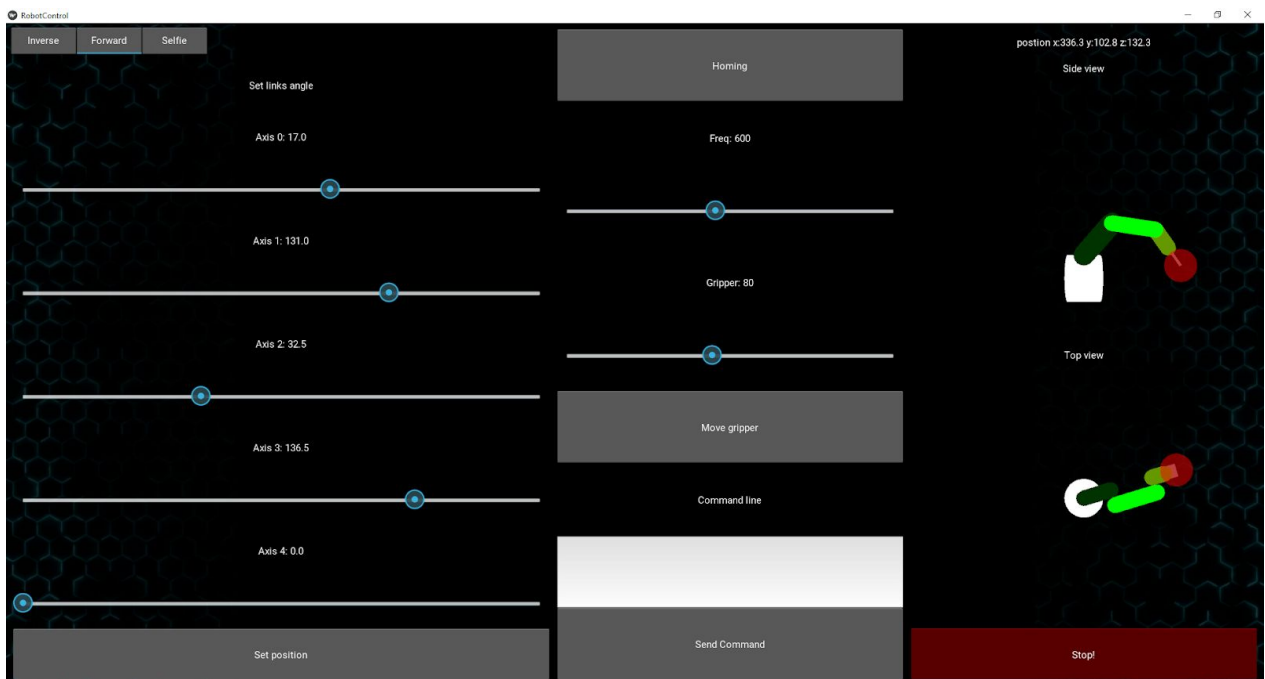 RobotControl
Inverse
Forward
Selfie
Set links angle
Axis 0: 17.0
Axis 1: 131.0
Axis 2: 32.5
Axis 3: 136.5
Axis 4: 0.0
Set position
Homing
Freq: 600
Gripper: 80
Move gripper
Command line
Send Command
postion x:336.3 y:102.8 z:132.3
Side view
Top view
Stop!